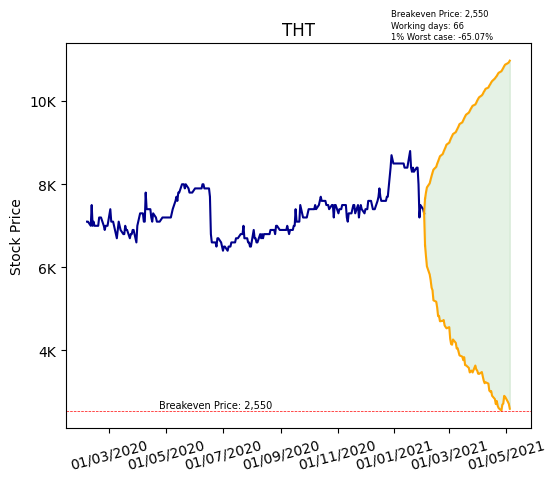 Breakeven Price: 2,550
Working days: 66
1% Worst case: -65.07%
THT
Stock Price
10K
8K
6K
4K
Breakeven Price: 2,550
01/03/2020
01/05/2020
01/07/2020
01/09/2020
01/11/2020
01/01/2021
01/03/2021
01/05/2021